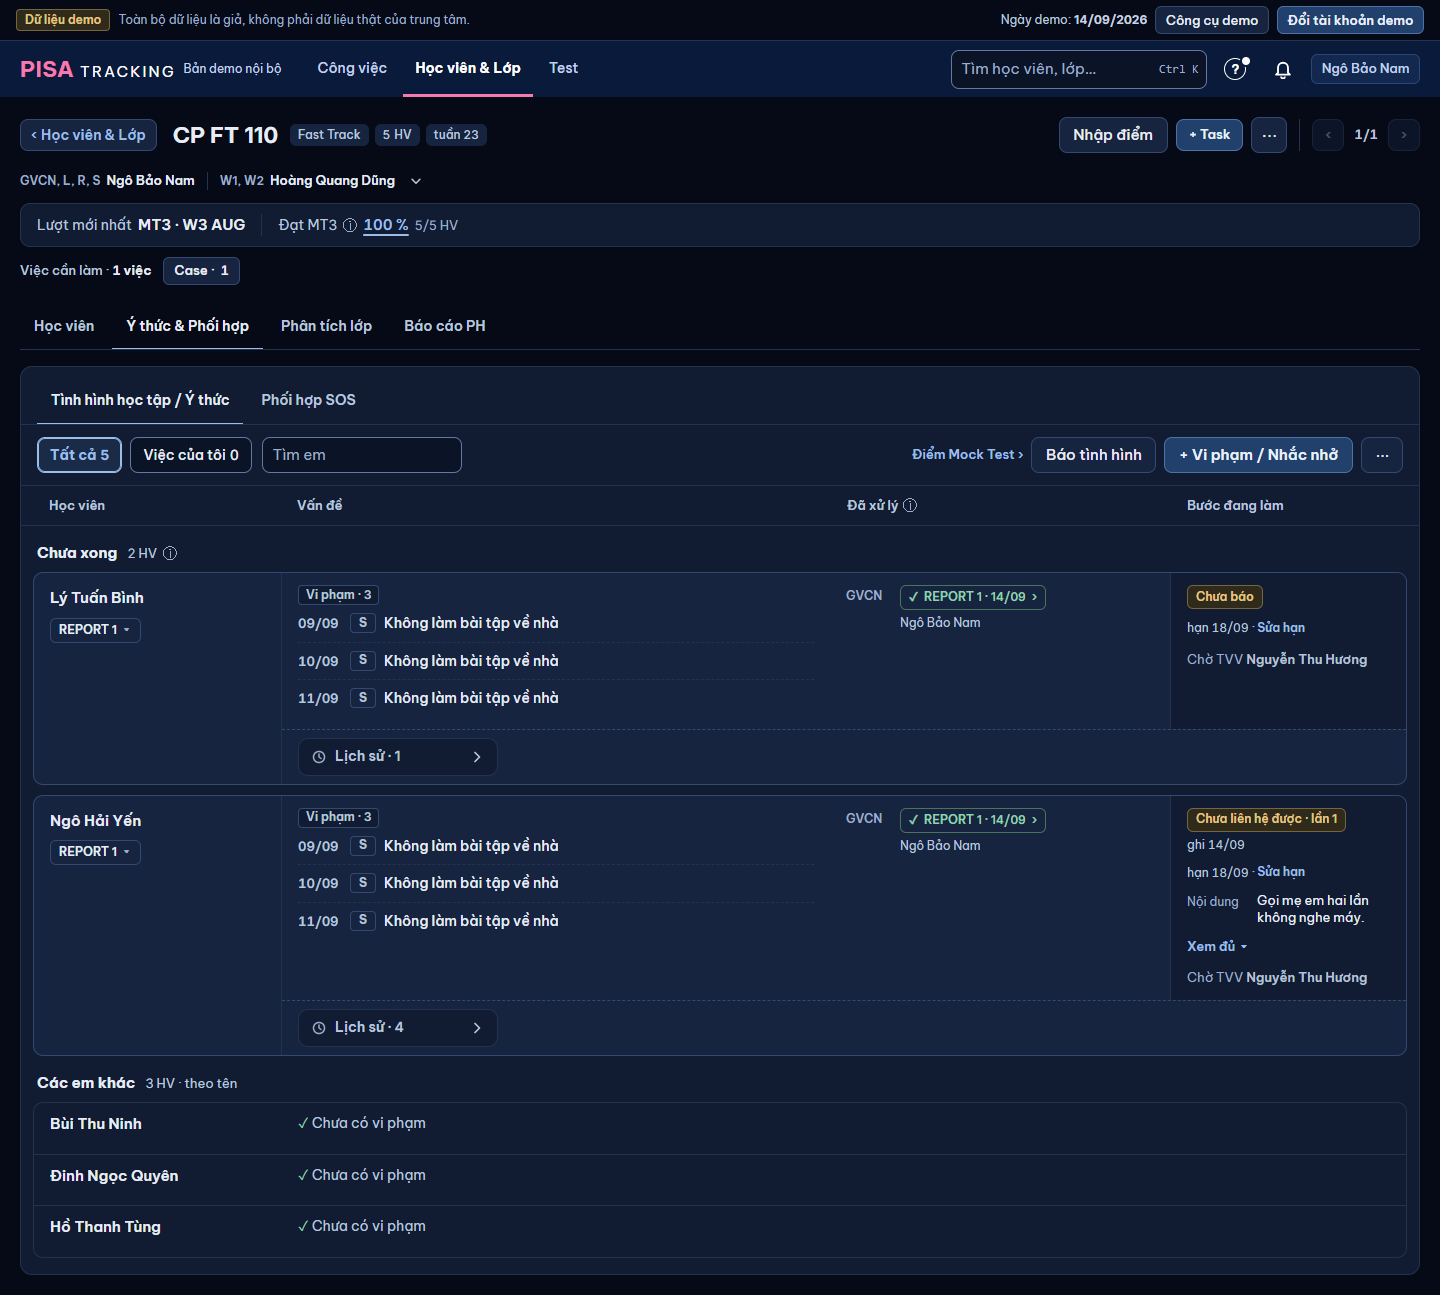 Dữ liệu demo Toàn bộ dữ liệu là giả, không phải dữ liệu thật của trung tâm. Ngày demo: 14/09/2026 Công cụ demo Đổi tài khoản demo
PISA TRACKING Bản demo nội bộ Công việc Học viên & Lớp Test Tìm học viên, lớp... Ctrl K ? Ngô Bảo Nam
‹ Học viên & Lớp CP FT 110 Fast Track 5 HV tuần 23 Nhập điểm + Task ... ‹ 1/1 ›
GVCN, L, R, S Ngô Bảo Nam W1, W2 Hoàng Quang Dũng
Lượt mới nhất MT3 · W3 AUG Đạt MT3 ⓘ 100 % 5/5 HV
Việc cần làm · 1 việc Case · 1
Học viên Ý thức & Phối hợp Phân tích lớp Báo cáo PH
Tình hình học tập / Ý thức Phối hợp SOS
Tất cả 5 Việc của tôi 0 Tìm em Điểm Mock Test › Báo tình hình + Vi phạm / Nhắc nhở ...
Học viên Vấn đề Đã xử lý ⓘ Bước đang làm
Chưa xong 2 HV ⓘ
Lý Tuấn Bình Vi phạm · 3 GVCN ✓ REPORT 1 · 14/09 › Chưa báo
REPORT 1 09/09 S Không làm bài tập về nhà Ngô Bảo Nam hạn 18/09 · Sửa hạn
10/09 S Không làm bài tập về nhà Chờ TVV Nguyễn Thu Hương
11/09 S Không làm bài tập về nhà
Lịch sử · 1 ›
Ngô Hải Yến Vi phạm · 3 GVCN ✓ REPORT 1 · 14/09 › Chưa liên hệ được · lần 1
REPORT 1 09/09 S Không làm bài tập về nhà Ngô Bảo Nam ghi 14/09
hạn 18/09 · Sửa hạn
10/09 S Không làm bài tập về nhà Nội dung Gọi mẹ em hai lần
11/09 S Không làm bài tập về nhà không nghe máy.
Xem đủ
Chờ TVV Nguyễn Thu Hương
Lịch sử · 4 ›
Các em khác 3 HV · theo tên
Bùi Thu Ninh ✓ Chưa có vi phạm
Đinh Ngọc Quyên ✓ Chưa có vi phạm
Hồ Thanh Tùng ✓ Chưa có vi phạm